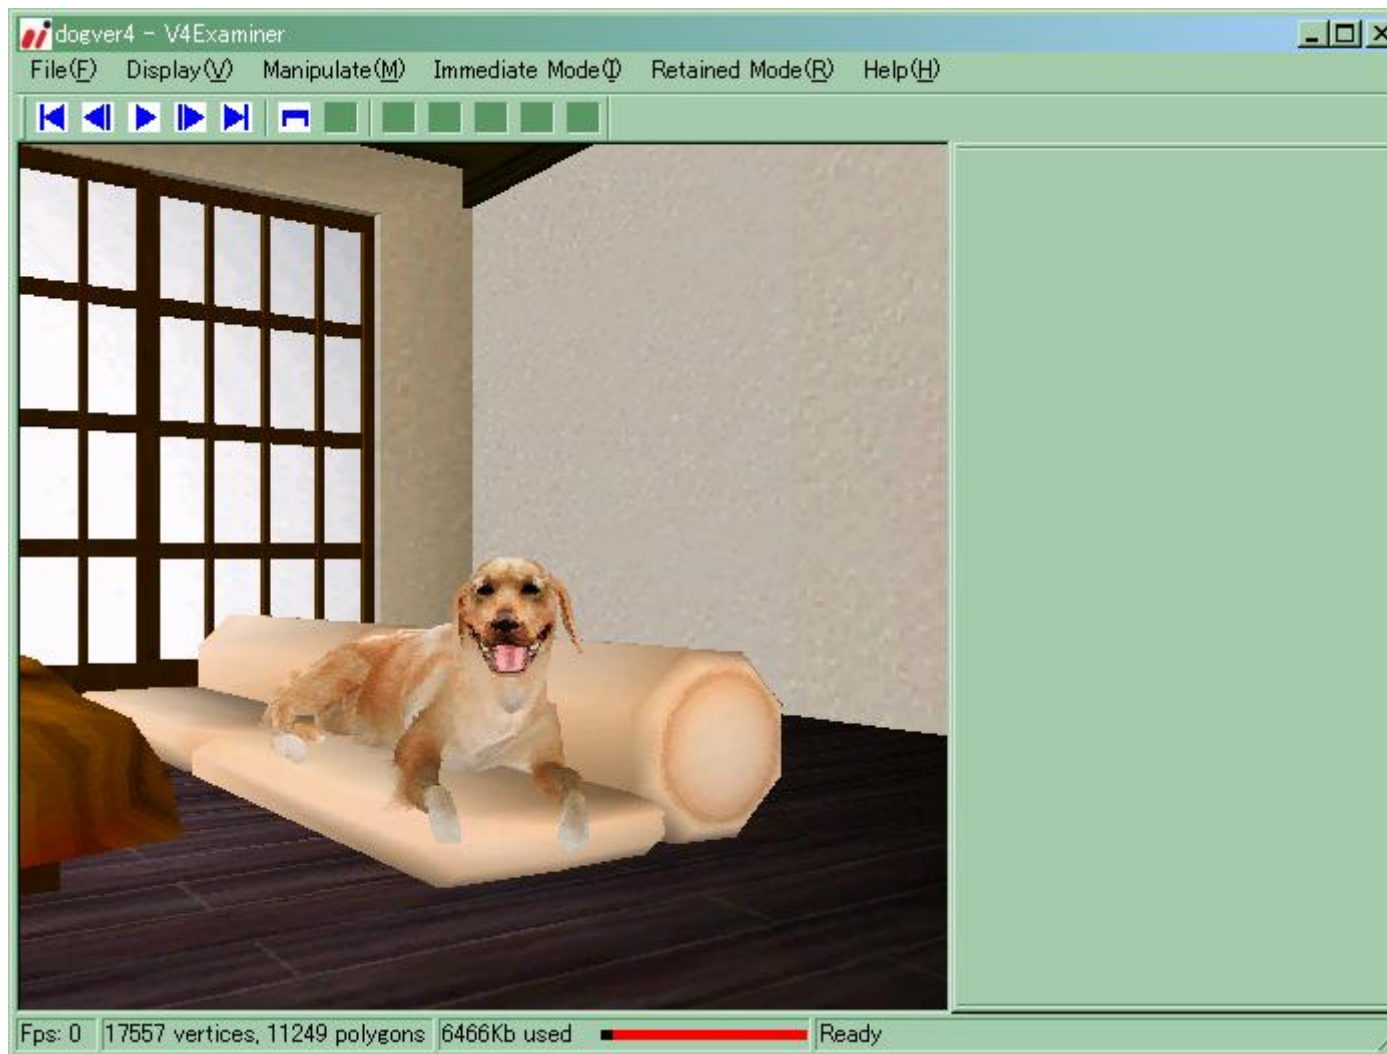 dogver4 - V4Examiner
File(F) Display(V) Manipulate(M) Immediate Mode(I) Retained Mode(R) Help(H)
Fps: 0 17557 vertices, 11249 polygons 6466Kb used Ready